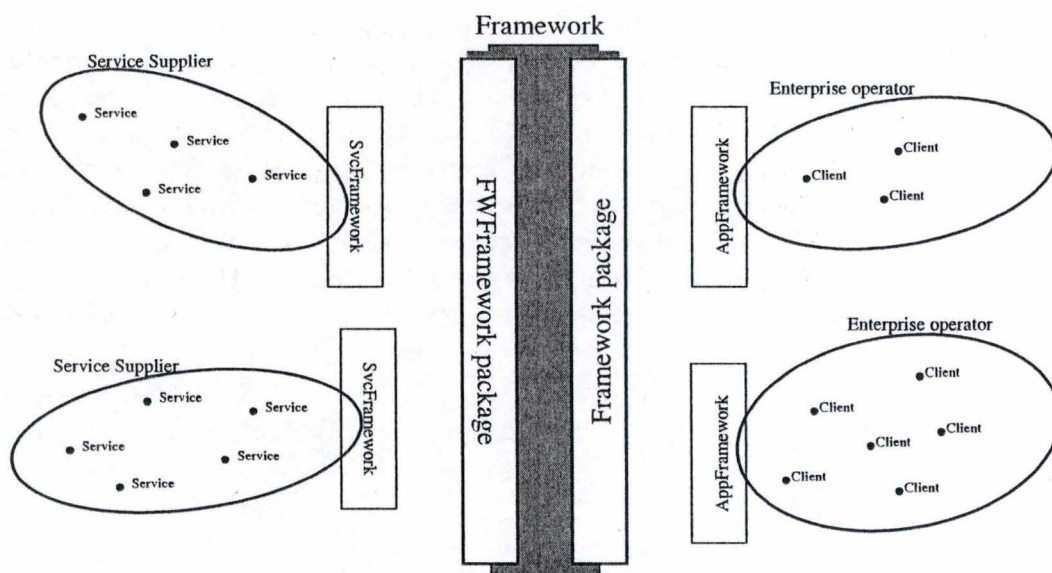 Framework
Service Supplier
Service
Service
Service
Service
SvcFramework
FWFramework package
Framework package
AppFramework
Enterprise operator
Client
Client
Client
Service Supplier
Service
Service
Service
Service
Service
SvcFramework
AppFramework
Enterprise operator
Client
Client
Client
Client
Client
Client